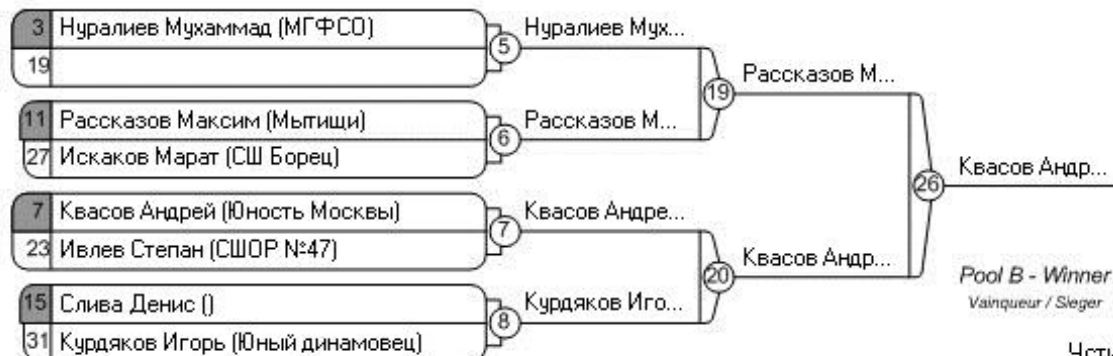 3 Нуралиев Мухаммад (МГФСО)
19
5
Нуралиев Мух...
11 Рассказов Максим (Мытищи)
27 Искаков Марат (СШ Борец)
6
Рассказов М...
19
Рассказов М...
7 Квасов Андрей (Юность Москвы)
23 Ивлев Степан (СШОР №47)
7
Квасов Андре...
15 Слива Денис ()
31 Курдяков Игорь (Юный динамовец)
8
Курдяков Иго...
20
Квасов Андр...
26
Квасов Андр...
Pool B - Winner
Vainqueur / Sieger